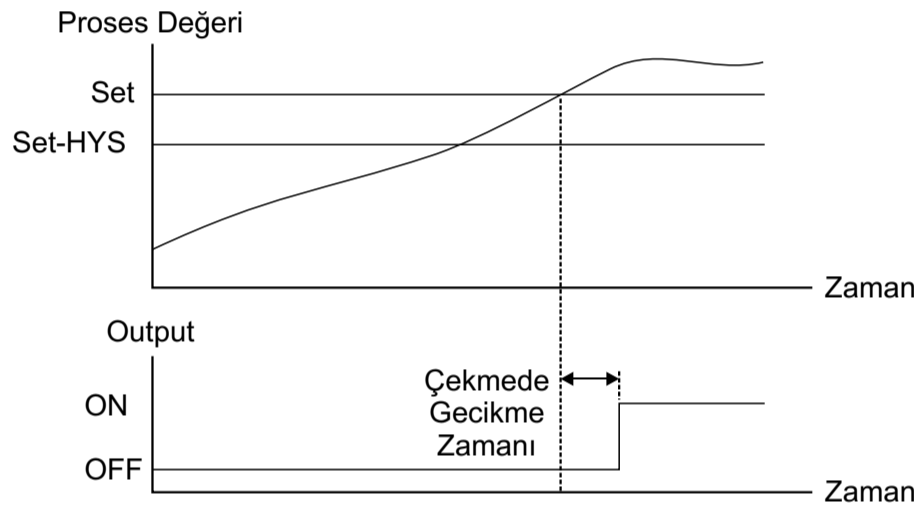 Proses Değeri
Set
Set-HYS
Zaman
Output
ON
Çekmede
Gecikme
Zamanı
OFF
Zaman